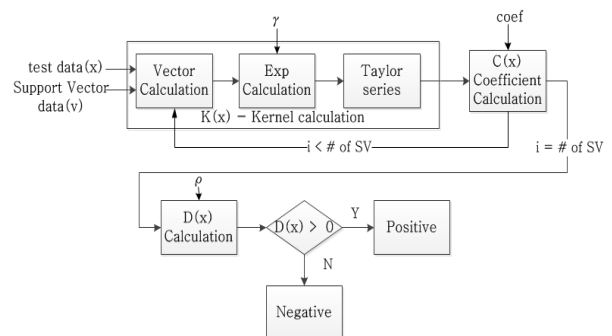 γ
coef
test data(x)
Support Vector
data(v)
Vector
Calculation
Exp
Calculation
Taylor
series
C(x)
Coefficient
Calculation
K(x) - Kernel calculation
i < # of SV
i = # of SV
ρ
D(x)
Calculation
D(x) > 0
Y
Positive
N
Negative